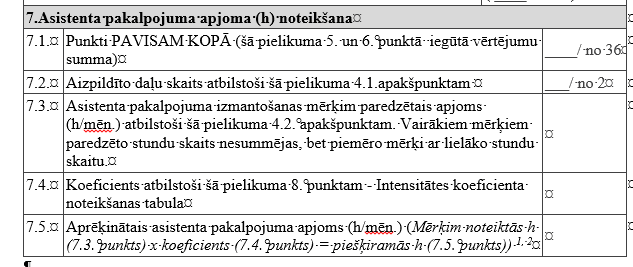 7.Asistenta pakalpojuma apjoma (h) noteikšana¤
7.1.¤ Punkti PAVISAM KOPĀ (šā pielikuma 5. un 6.°punktā iegūtā vērtējumu summa)¤ ____/ no 36¤
7.2.¤ Aizpildīto daļu skaits atbilstoši šā pielikuma 4.1.apakšpunktam¤ ___/ no 2¤
7.3.¤ Asistenta pakalpojuma izmantošanas mērķim paredzētais apjoms
(h/mēn.) atbilstoši šā pielikuma 4.2.°apakšpunktam. Vairākiem mērķiem
paredzēto stundu skaits nesummējas, bet piemēro mērķi ar lielāko stundu
skaitu.¤ ¤
7.4.¤ Koeficients atbilstoši šā pielikuma 8.°punktam - Intensitātes koeficienta
noteikšanas tabula¤ ¤
7.5.¤ Aprēķinātais asistenta pakalpojuma apjoms (h/mēn.) (Mērķim noteiktās h
(7.3.°punkts) x koeficients (7.4.°punkts) = piešķiramās h (7.5.°punkts)) 1, 2¤ ¤
¶